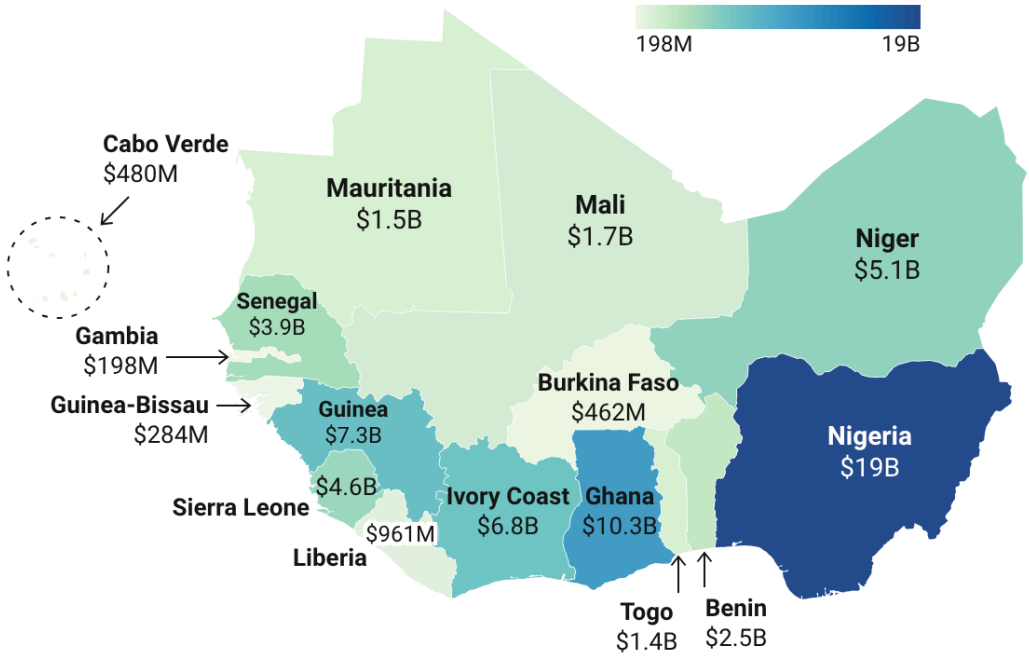 198M
19B
Cabo Verde
$480M
Mauritania
$1.5B
Mali
$1.7B
Niger
$5.1B
Senegal
$3.9B
Gambia
$198M
Guinea-Bissau
$284M
Burkina Faso
$462M
Guinea
$7.3B
Nigeria
$19B
$4.6B
Sierra Leone
Ivory Coast
$6.8B
Ghana
$10.3B
$961M
Liberia
Togo
$1.4B
Benin
$2.5B